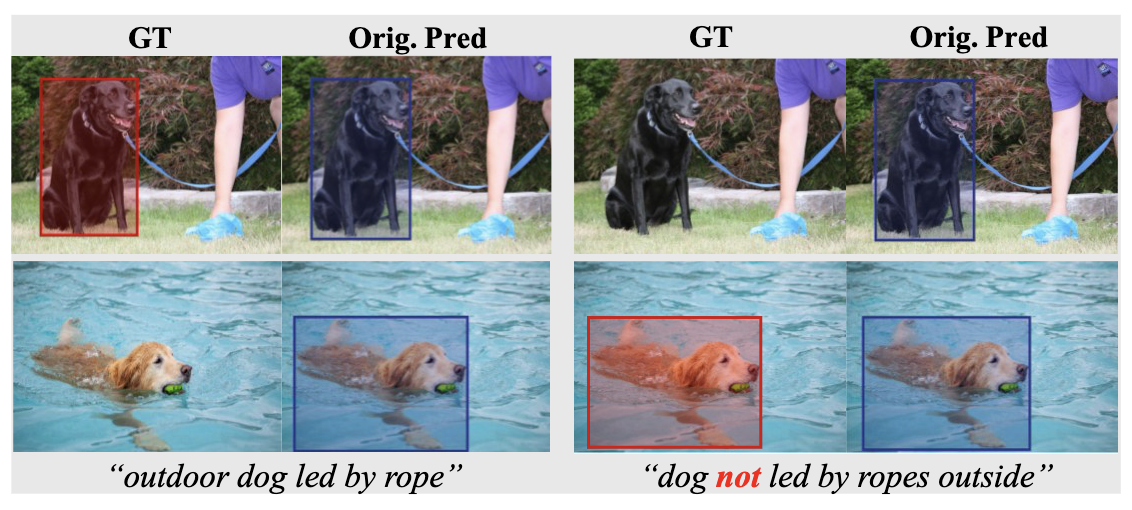 GT Orig. Pred GT Orig. Pred
“outdoor dog led by rope” “dog not led by ropes outside”